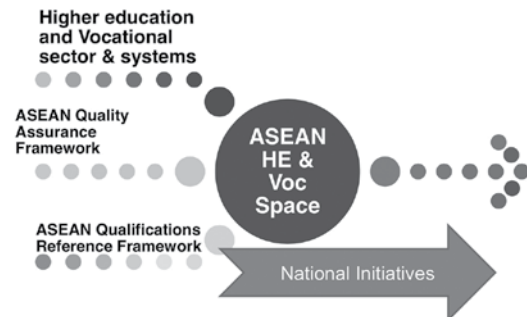 Higher education
and Vocational
sector & systems
ASEAN Quality
Assurance
Framework
ASEAN
HE &
Voc
Space
ASEAN Qualifications
Reference Framework
National Initiatives